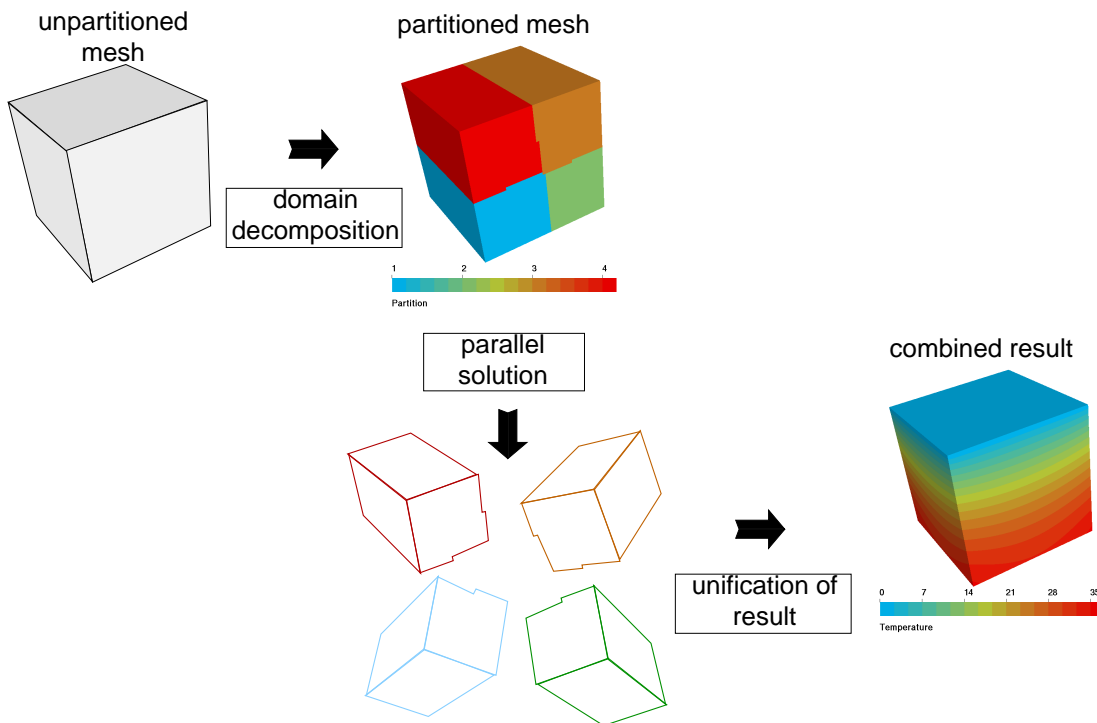 unpartitioned
mesh
partitioned mesh
domain
decomposition
1 2 3 4
Partition
parallel
solution
combined result
unification of
result
0 7 14 21 28 35
Temperature